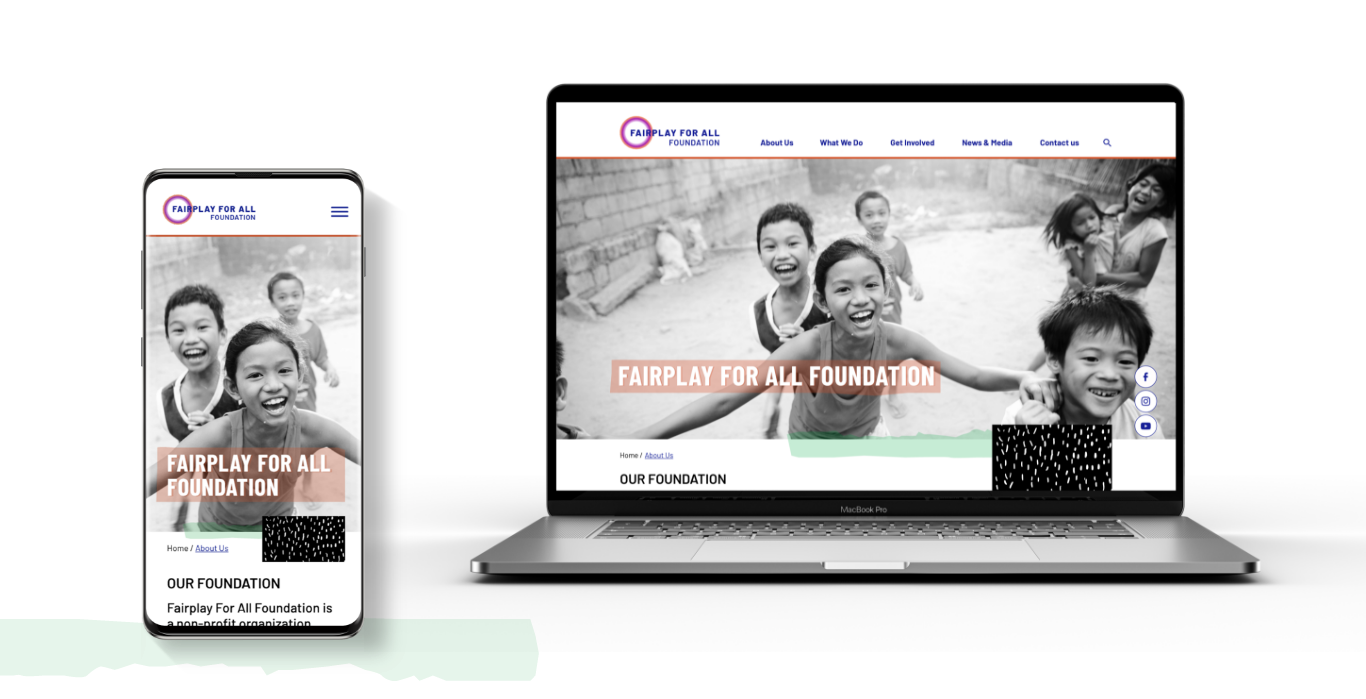 FAIRPLAY FOR ALL
FOUNDATION
FAIRPLAY FOR ALL
FOUNDATION
Home / About Us
OUR FOUNDATION
Fairplay For All Foundation is
a non-profit organization
FAIRPLAY FOR ALL
FOUNDATION
About Us What We Do Get Involved News & Media Contact us
FAIRPLAY FOR ALL FOUNDATION
Home / About Us
OUR FOUNDATION
MacBook Pro